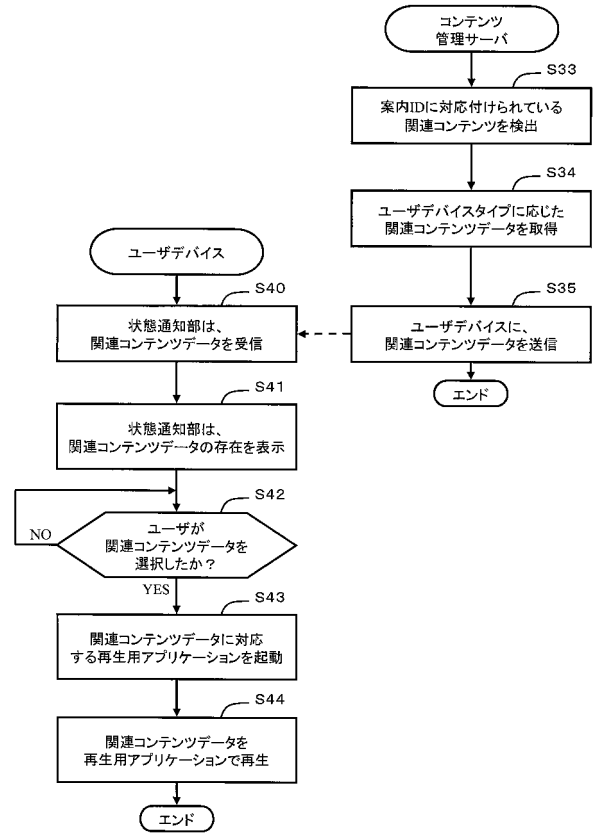 コンテンツ
管理サーバ
S33
案内IDに対応付けられている
関連コンテンツを検出
S34
ユーザデバイスタイプに応じた
関連コンテンツデータを取得
S35
ユーザデバイスに、
関連コンテンツデータを送信
エンド
ユーザデバイス
S40
状態通知部は、
関連コンテンツデータを受信
S41
状態通知部は、
関連コンテンツデータの存在を表示
S42
ユーザが
関連コンテンツデータを
選択したか？
NO
YES
S43
関連コンテンツデータに対応
する再生用アプリケーションを起動
S44
関連コンテンツデータを
再生用アプリケーションで再生
エンド